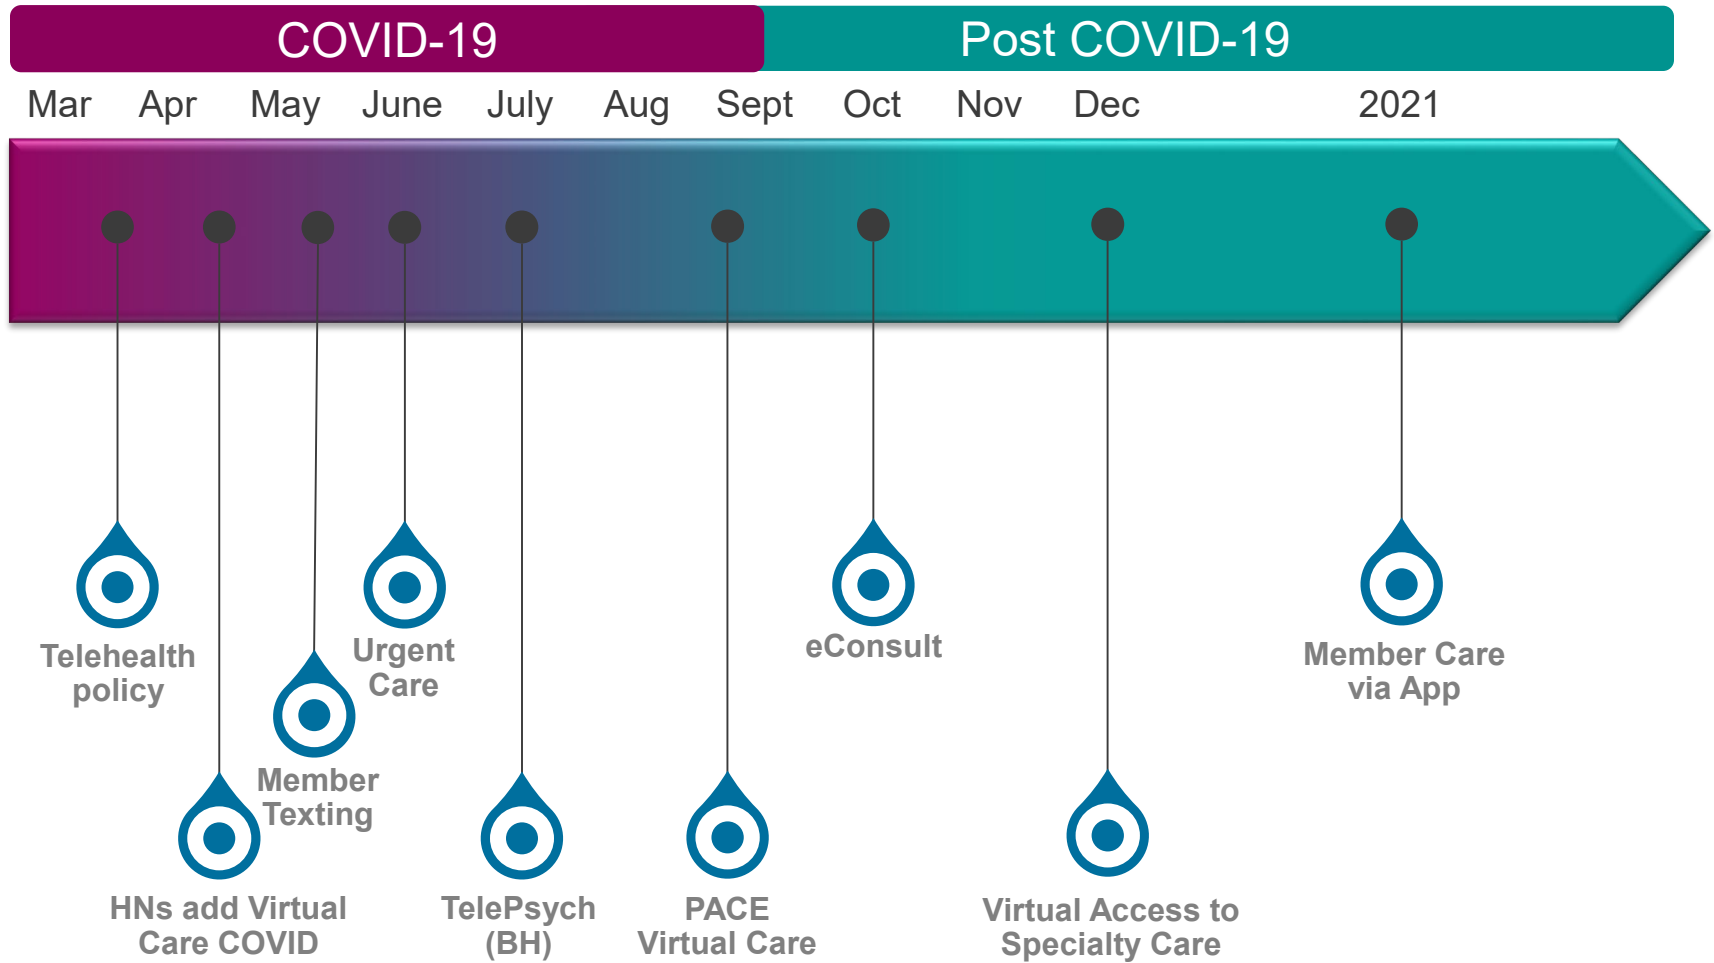 COVID-19
Post COVID-19
Mar Apr May June July Aug Sept Oct Nov Dec 2021
Telehealth
policy
HNs add Virtual
Care COVID
Member
Texting
Urgent
Care
TelePsych
(BH)
PACE
Virtual Care
eConsult
Virtual Access to
Specialty Care
Member Care
via App